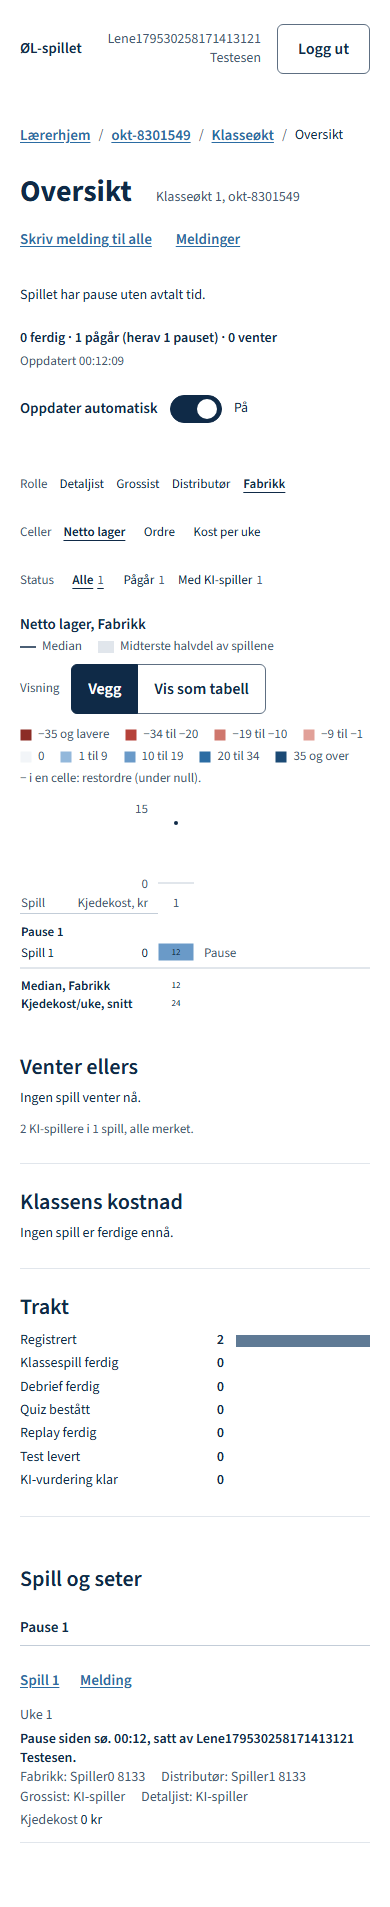 ØL-spillet
Lene179530258171413121
Testesen
Logg ut
Lærerhjem / okt-8301549 / Klasseøkt / Oversikt
Oversikt Klasseøkt 1, okt-8301549
Skriv melding til alle Meldinger
Spillet har pause uten avtalt tid.
0 ferdig · 1 pågår (herav 1 pauset) · 0 venter
Oppdatert 00:12:09
Oppdater automatisk På
Rolle Detaljist Grossist Distributør Fabrikk
Celler Netto lager Ordre Kost per uke
Status Alle 1 Pågår 1 Med KI-spiller 1
Netto lager, Fabrikk
Median Midterste halvdel av spillene
Visning Vegg Vis som tabell
−35 og lavere −34 til −20 −19 til −10 −9 til −1
0 1 til 9 10 til 19 20 til 34 35 og over
− i en celle: restordre (under null).
15
0
Spill Kjedekost, kr 1
Pause 1
Spill 1 0 12 Pause
Median, Fabrikk 12
Kjedekost/uke, snitt 24
Venter ellers
Ingen spill venter nå.
2 KI-spillere i 1 spill, alle merket.
Klassens kostnad
Ingen spill er ferdige ennå.
Trakt
Registrert 2
Klassespill ferdig 0
Debrief ferdig 0
Quiz bestått 0
Replay ferdig 0
Test levert 0
KI-vurdering klar 0
Spill og seter
Pause 1
Spill 1 Melding
Uke 1
Pause siden sø. 00:12, satt av Lene179530258171413121
Testesen.
Fabrikk: Spiller0 8133 Distributør: Spiller1 8133
Grossist: KI-spiller Detaljist: KI-spiller
Kjedekost 0 kr